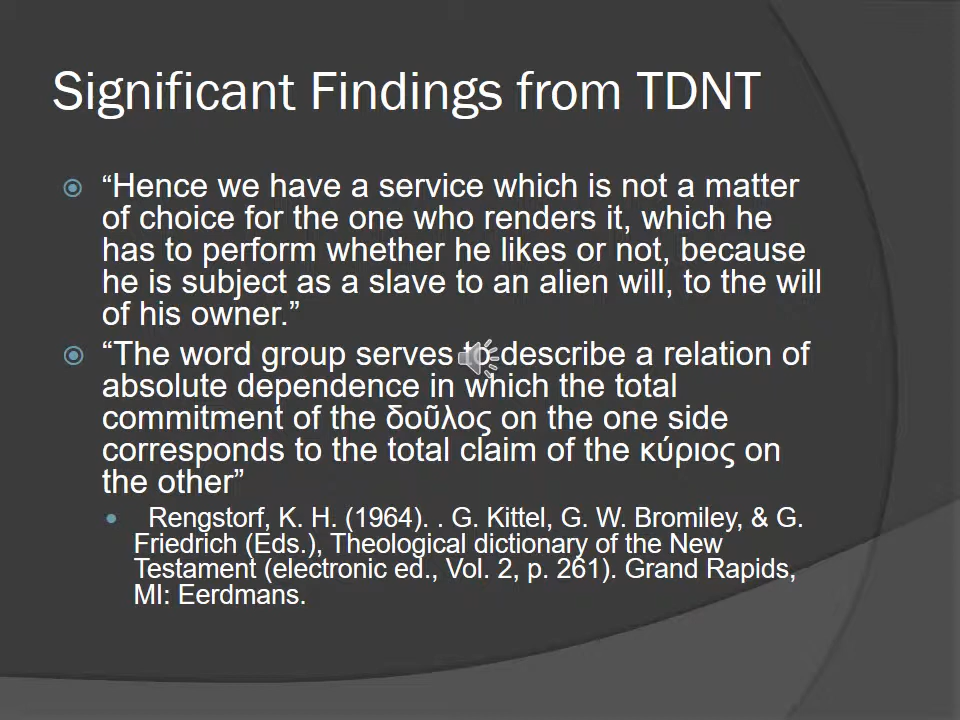 Significant Findings from TDNT
“Hence we have a service which is not a matter
of choice for the one who renders it, which he
has to perform whether he likes or not, because
he is subject as a slave to an alien will, to the will
of his owner.”
“The word group serves to describe a relation of
absolute dependence in which the total
commitment of the δοῦλος on the one side
corresponds to the total claim of the κύριος on
the other”
Rengstorf, K. H. (1964). . G. Kittel, G. W. Bromiley, & G.
Friedrich (Eds.), Theological dictionary of the New
Testament (electronic ed., Vol. 2, p. 261). Grand Rapids,
MI: Eerdmans.